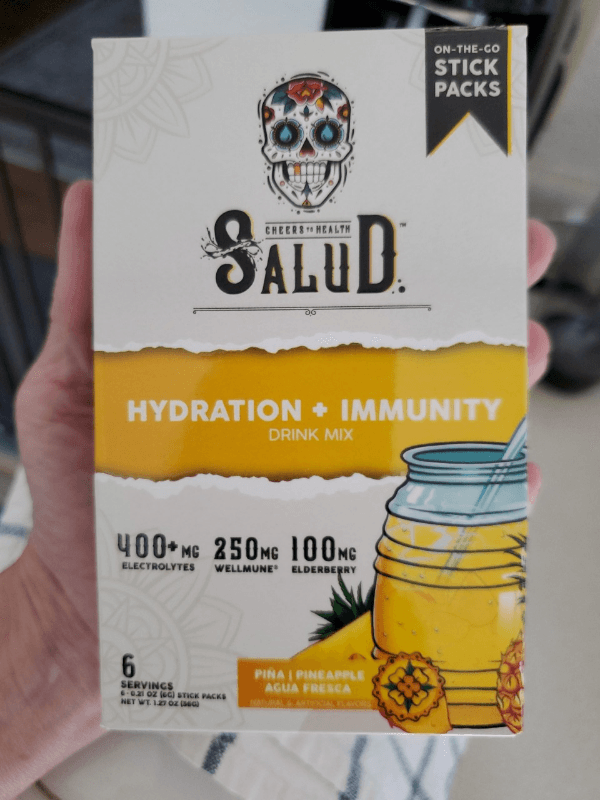 ON-THE-GO
STICK
PACKS
CHEERS TO HEALTH
SALUD.™
HYDRATION + IMMUNITY
DRINK MIX
400+ MG 250MG 100MG
ELECTROLYTES WELLMUNE® ELDERBERRY
6
SERVINGS
6 - 0.21 OZ (6G) STICK PACKS
NET WT. 1.27 OZ (36G)
PIÑA | PINEAPPLE
AGUA FRESCA
NATURAL & ARTIFICIAL FLAVORS